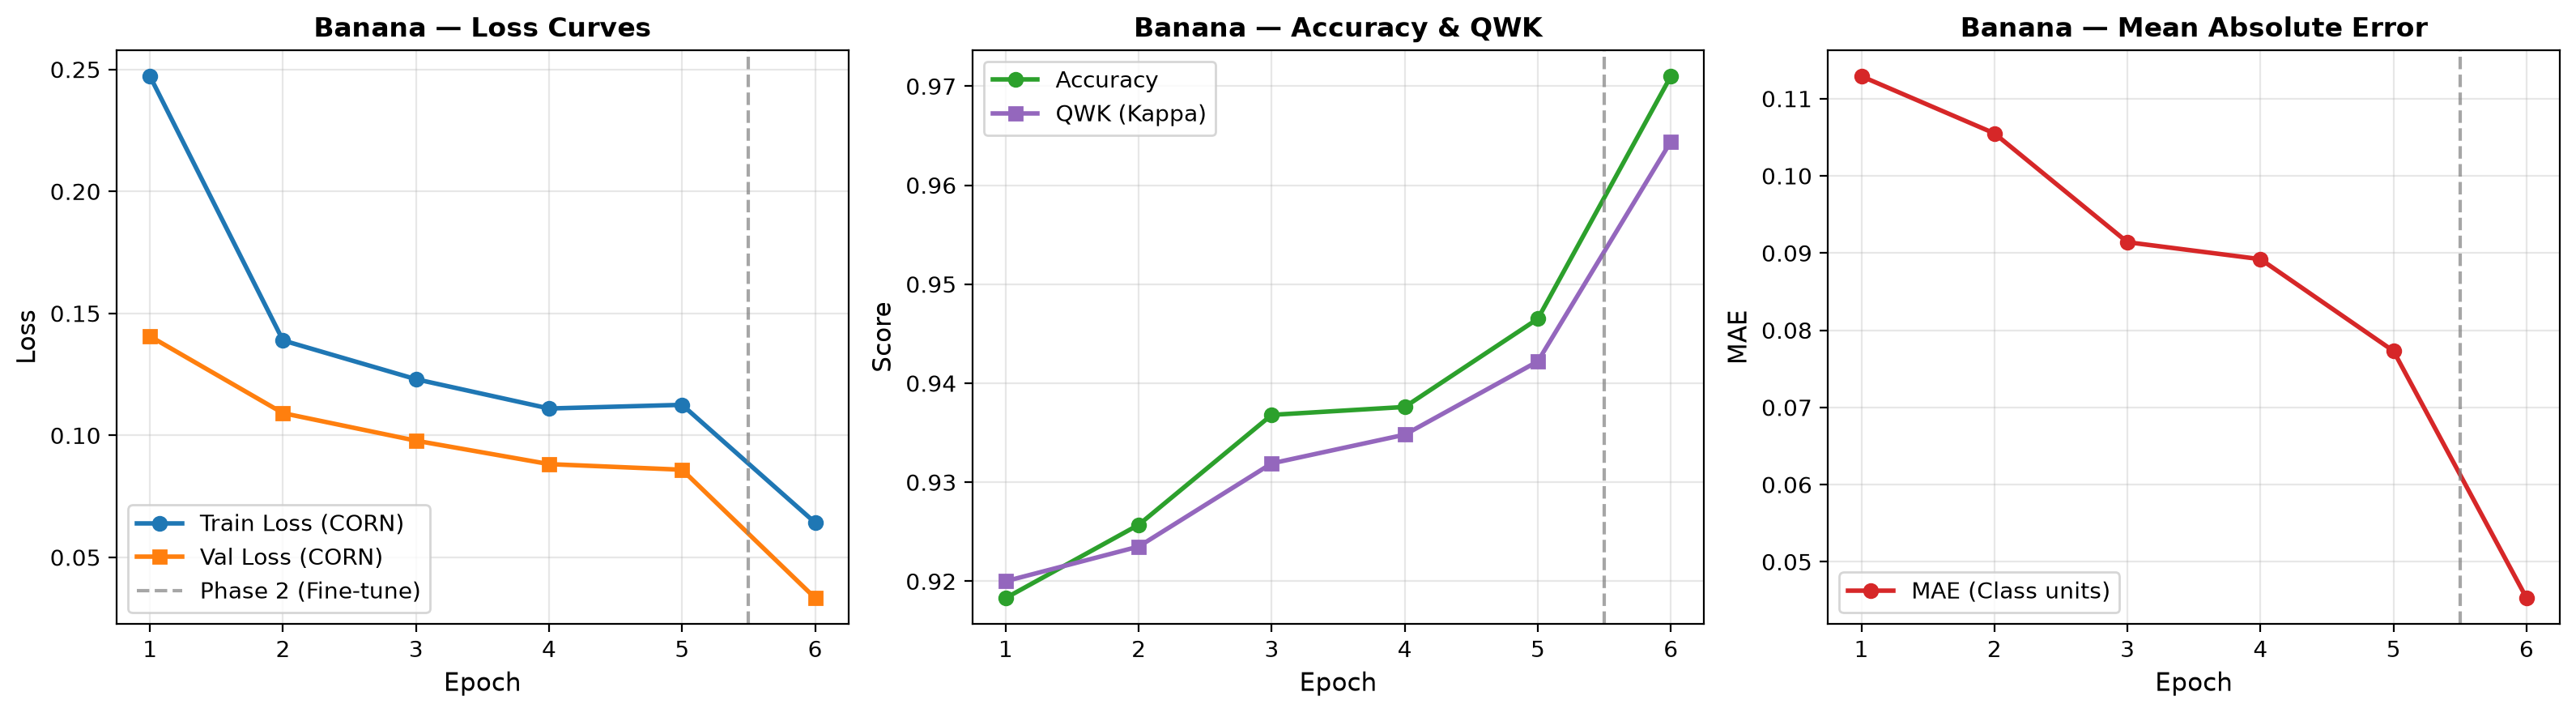 Banana — Loss Curves
0.25
0.20
0.15
0.10
0.05
Loss
Train Loss (CORN)
Val Loss (CORN)
Phase 2 (Fine-tune)
1 2 3 4 5 6
Epoch
Banana — Accuracy & QWK
Accuracy
QWK (Kappa)
0.97
0.96
0.95
0.94
0.93
0.92
Score
1 2 3 4 5 6
Epoch
Banana — Mean Absolute Error
0.11
0.10
0.09
0.08
0.07
0.06
0.05
MAE
MAE (Class units)
1 2 3 4 5 6
Epoch